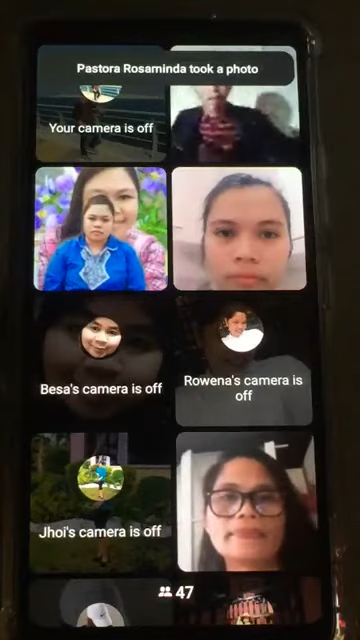 Pastora Rosaminda took a photo
Your camera is off
Besa's camera is off
Rowena's camera is
off
Jhoi's camera is off
47